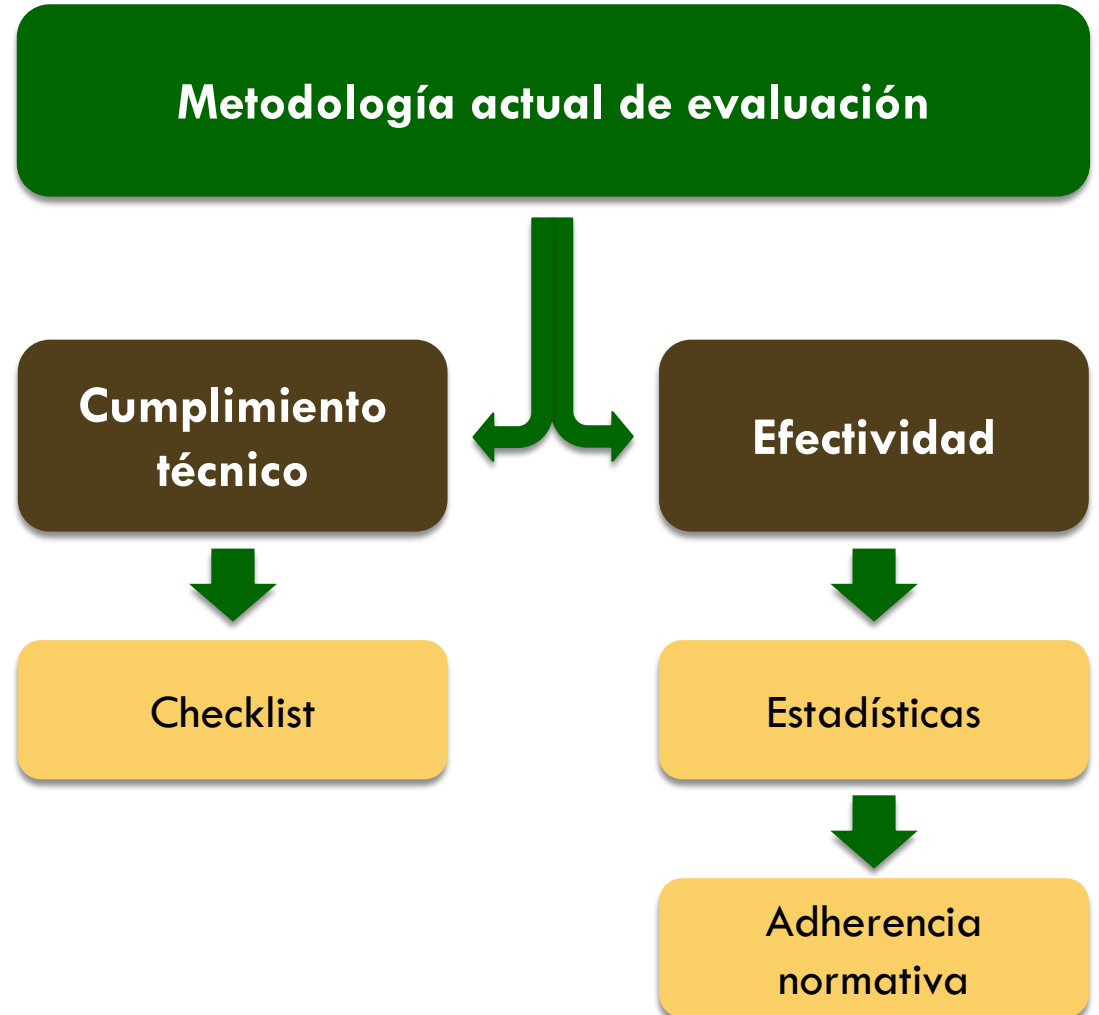 Metodología actual de evaluación
Cumplimiento
técnico
Efectividad
Checklist
Estadísticas
Adherencia
normativa